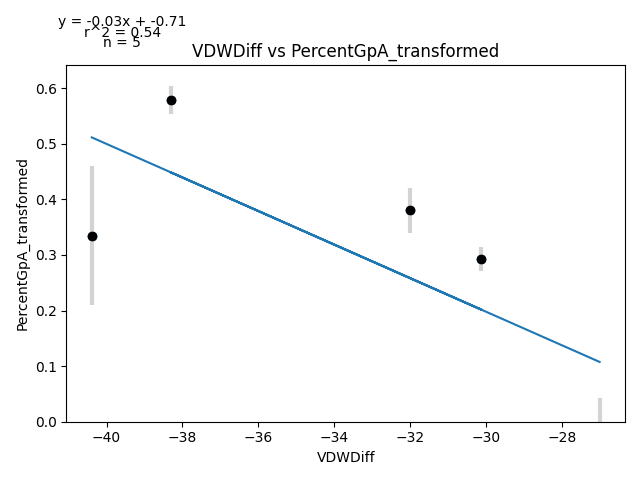 y = -0.03x + -0.71
r^2 = 0.54
n = 5
VDWDiff vs PercentGpA_transformed
PercentGpA_transformed
0.6
0.5
0.4
0.3
0.2
0.1
0.0
−40
−38
−36
−34
−32
−30
−28
VDWDiff